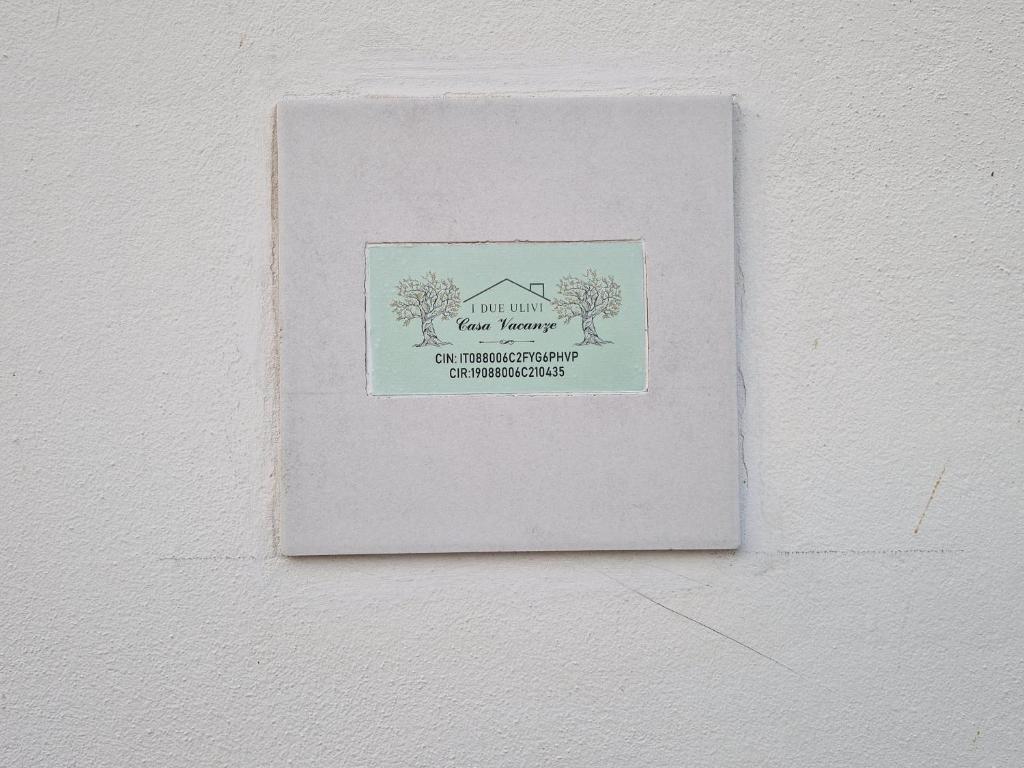 I DUE ULIVI
Casa Vacanze
CIN: IT088006C2FYG6PHVP
CIR:19088006C210435